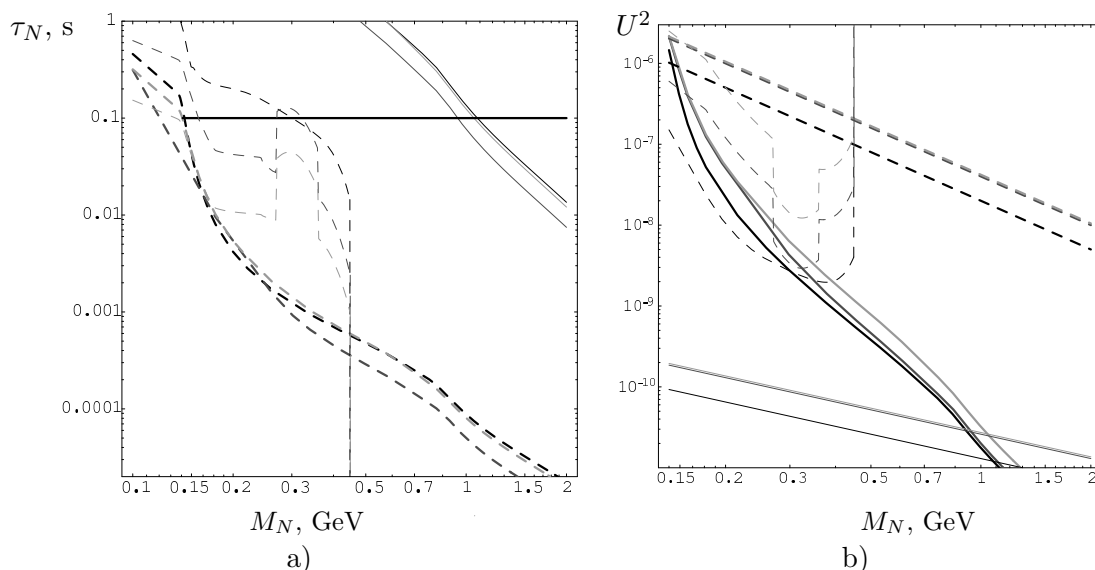 τ_N, s
1
0.1
0.01
0.001
0.0001
0.1 0.15 0.2 0.3 0.5 0.7 1 1.5 2
M_N, GeV
a)
U^2
10^-6
10^-7
10^-8
10^-9
10^-10
0.15 0.2 0.3 0.5 0.7 1 1.5 2
M_N, GeV
b)